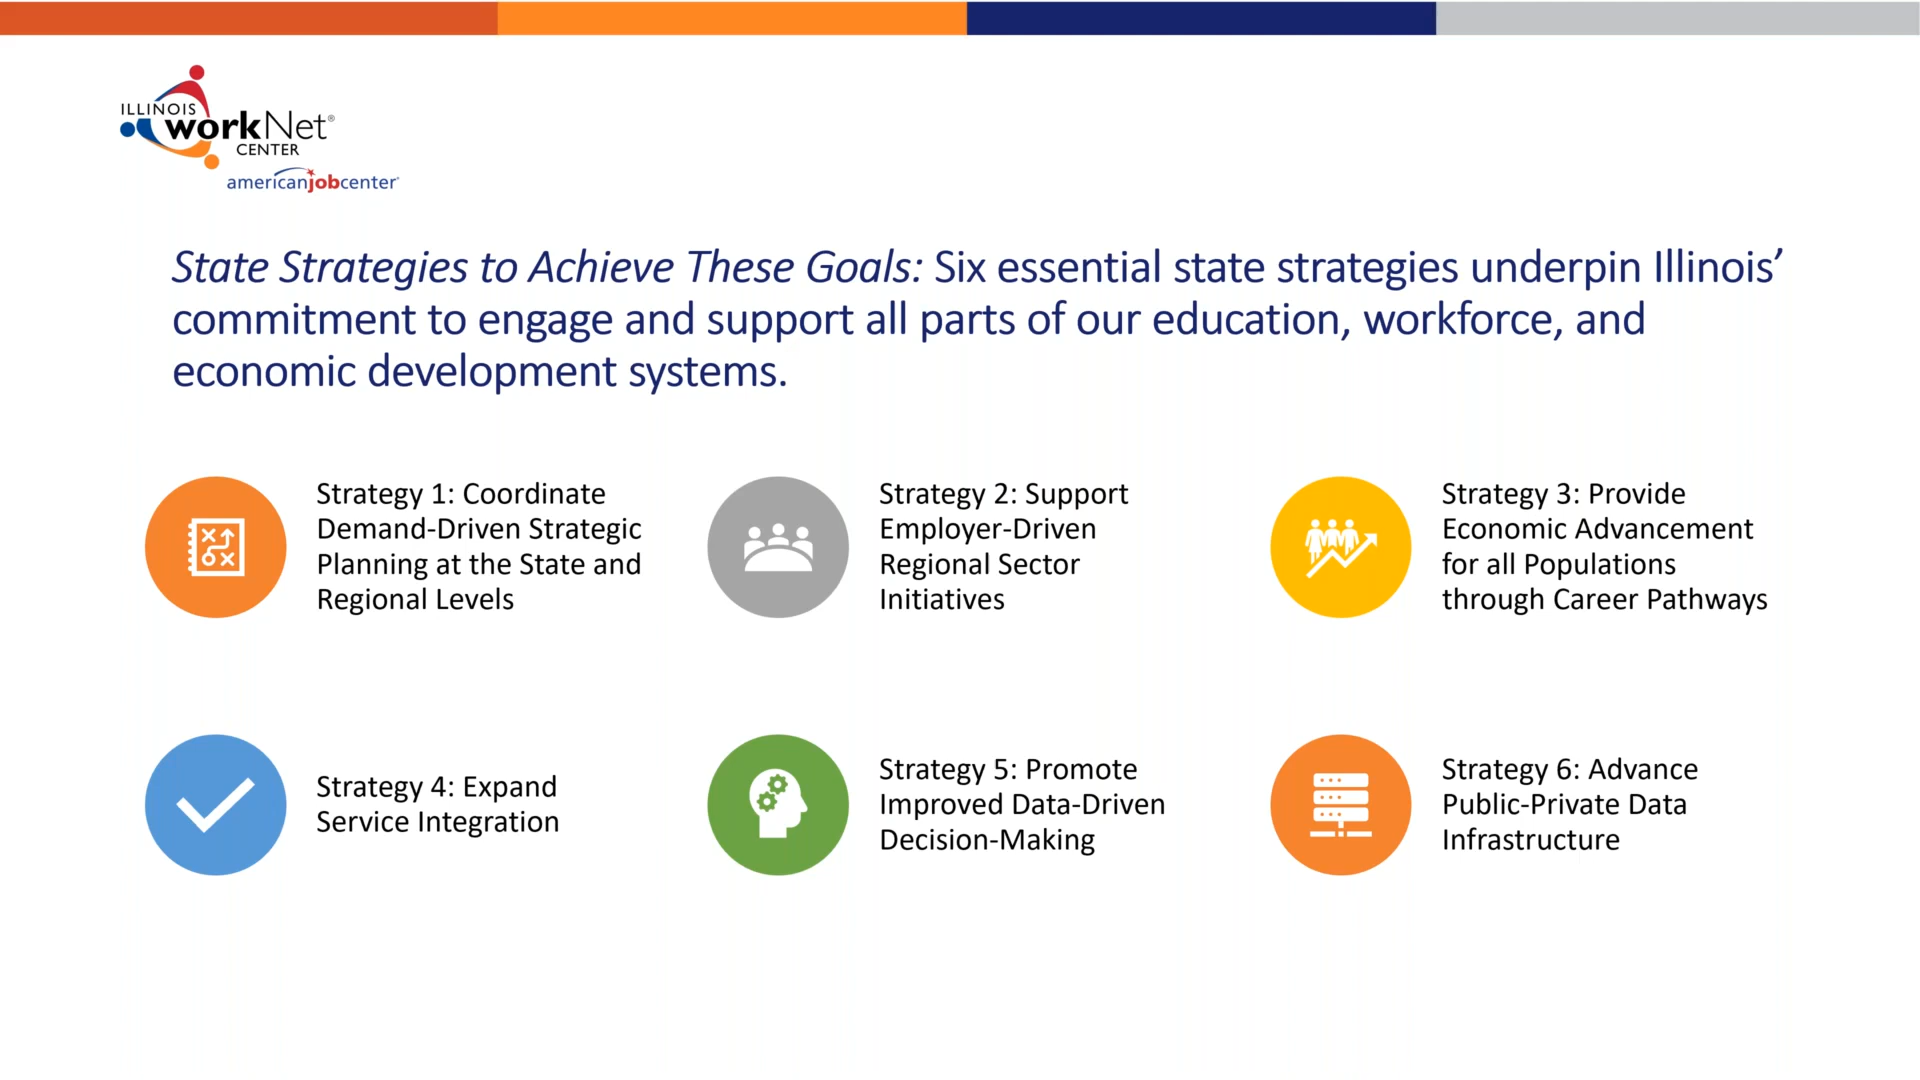 ILLINOIS
workNet®
CENTER
americanjobcenter
State Strategies to Achieve These Goals: Six essential state strategies underpin Illinois’
commitment to engage and support all parts of our education, workforce, and
economic development systems.
Strategy 1: Coordinate
Demand-Driven Strategic
Planning at the State and
Regional Levels
Strategy 2: Support
Employer-Driven
Regional Sector
Initiatives
Strategy 3: Provide
Economic Advancement
for all Populations
through Career Pathways
Strategy 4: Expand
Service Integration
Strategy 5: Promote
Improved Data-Driven
Decision-Making
Strategy 6: Advance
Public-Private Data
Infrastructure